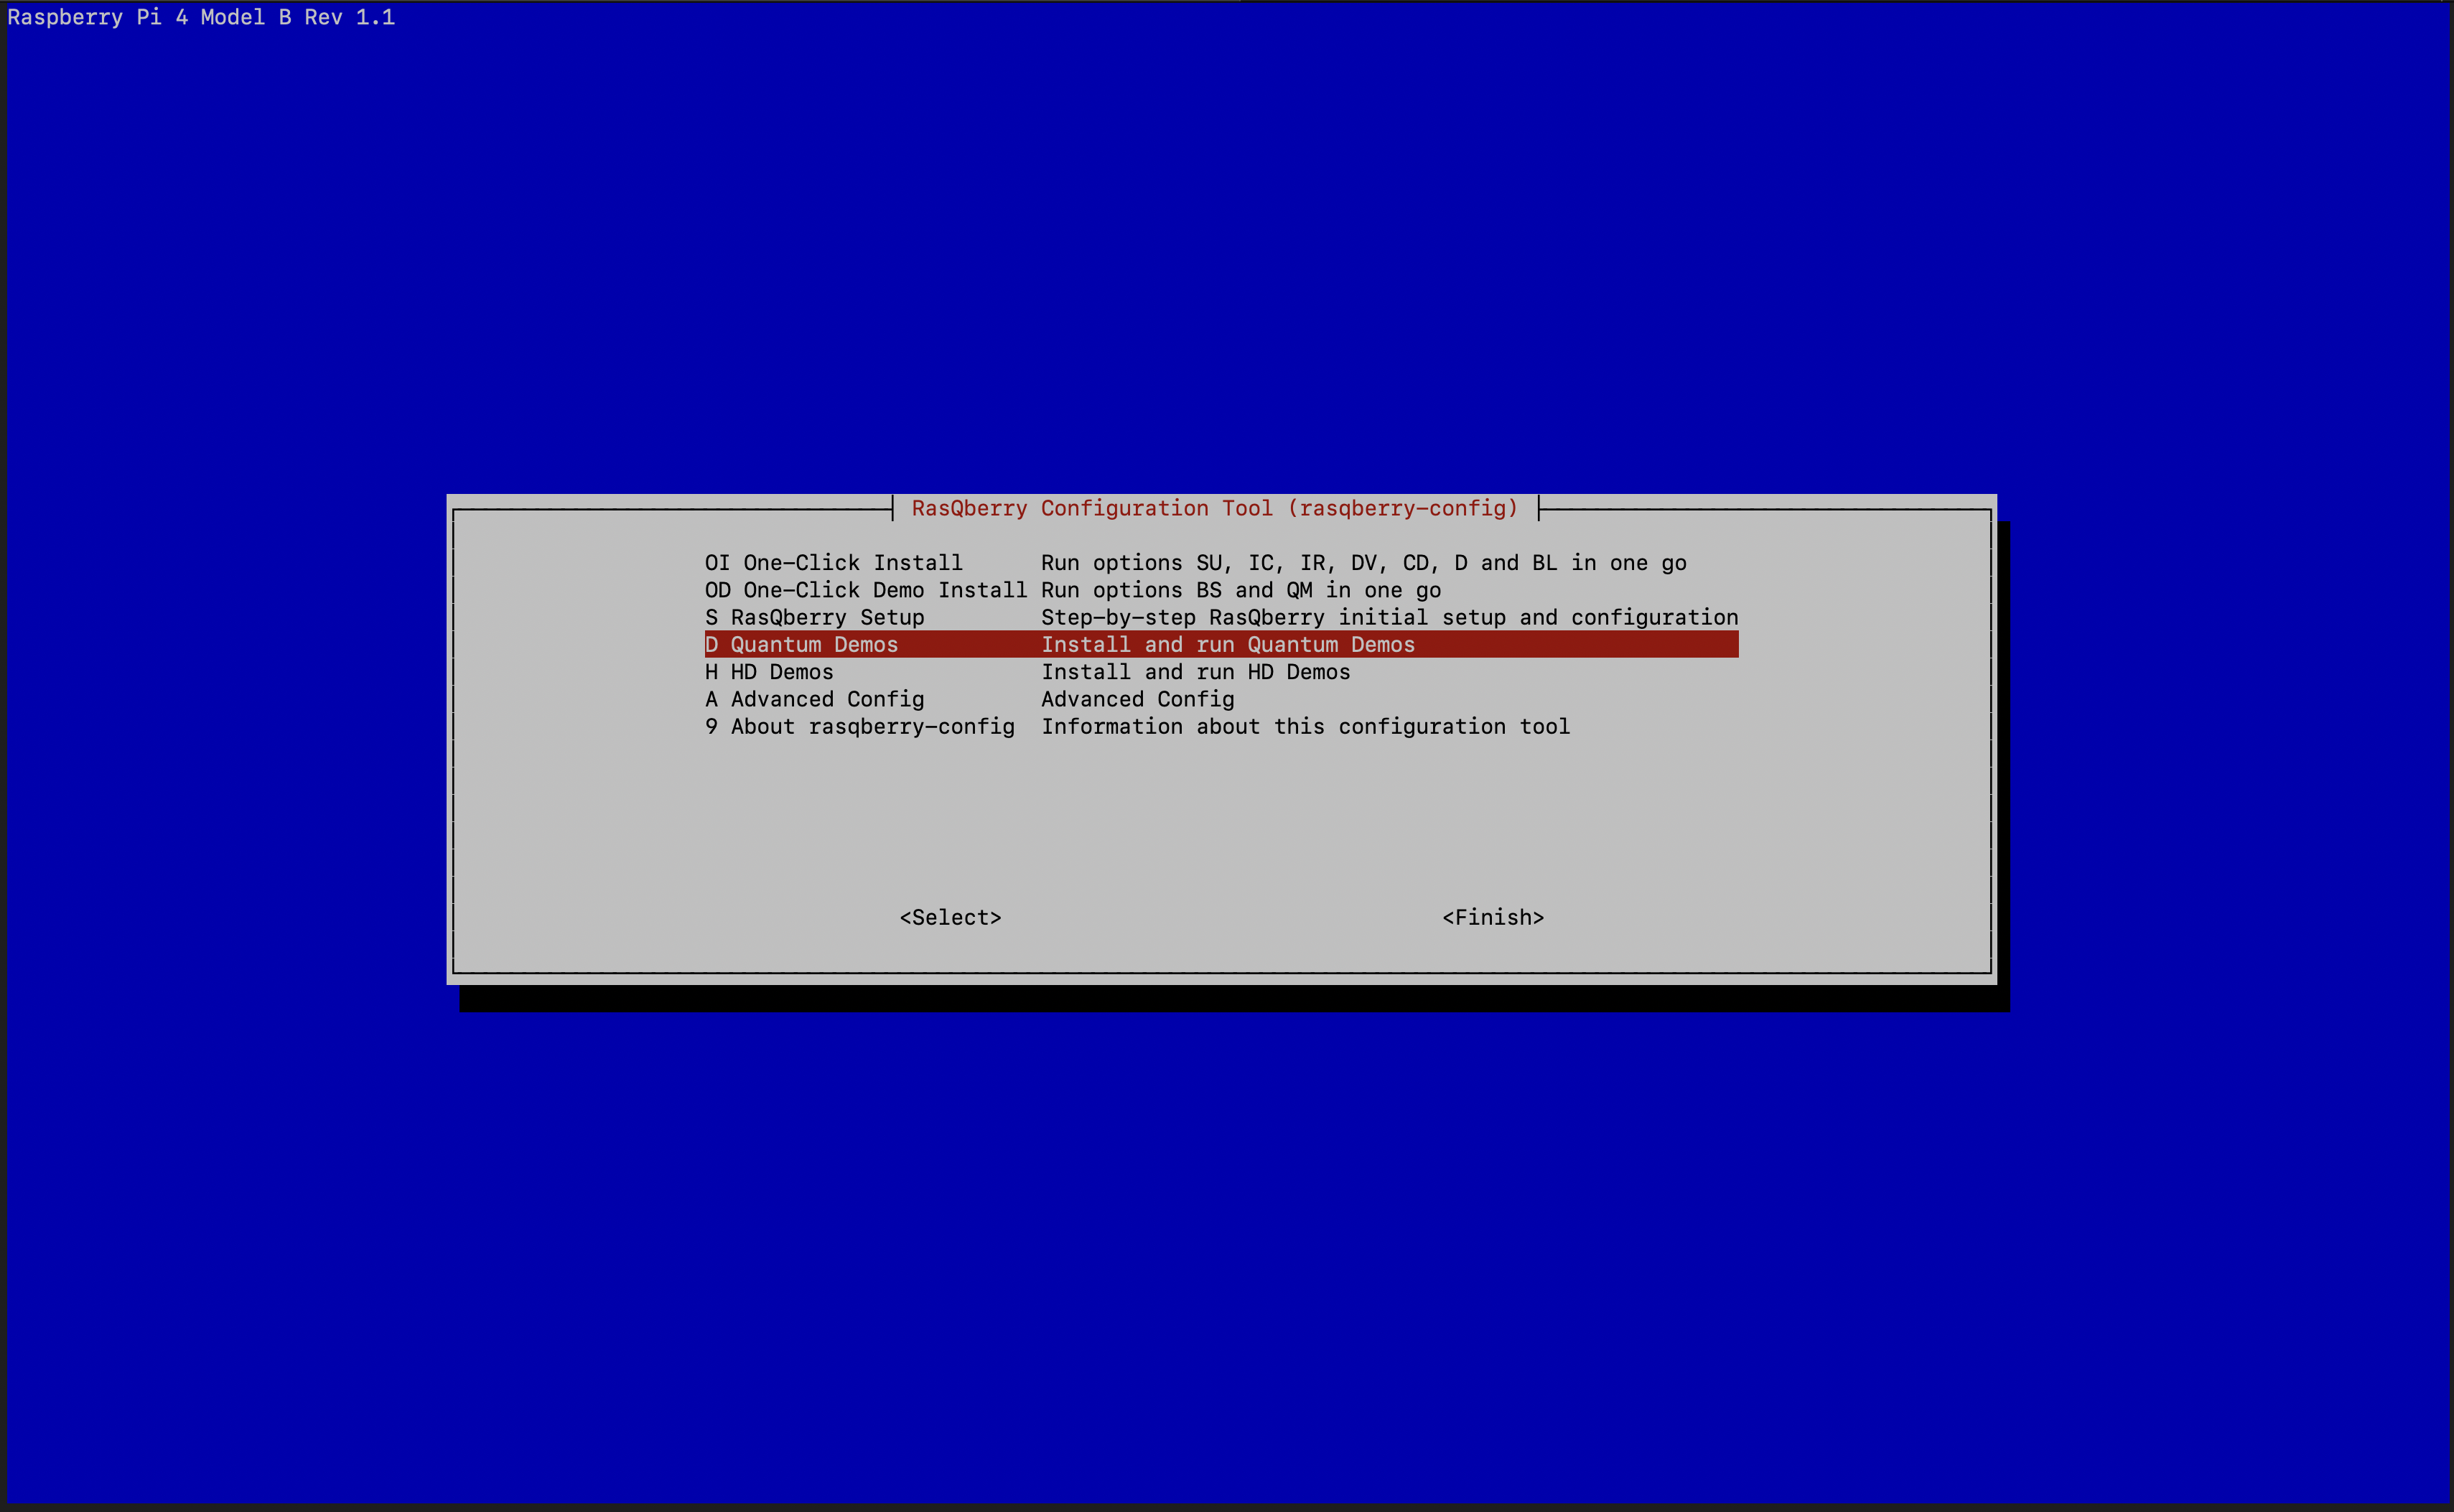 Raspberry Pi 4 Model B Rev 1.1
RasQberry Configuration Tool (rasqberry-config)
OI One-Click Install Run options SU, IC, IR, DV, CD, D and BL in one go
OD One-Click Demo Install Run options BS and QM in one go
S RasQberry Setup Step-by-step RasQberry initial setup and configuration
D Quantum Demos Install and run Quantum Demos
H HD Demos Install and run HD Demos
A Advanced Config Advanced Config
9 About rasqberry-config Information about this configuration tool
<Select> <Finish>